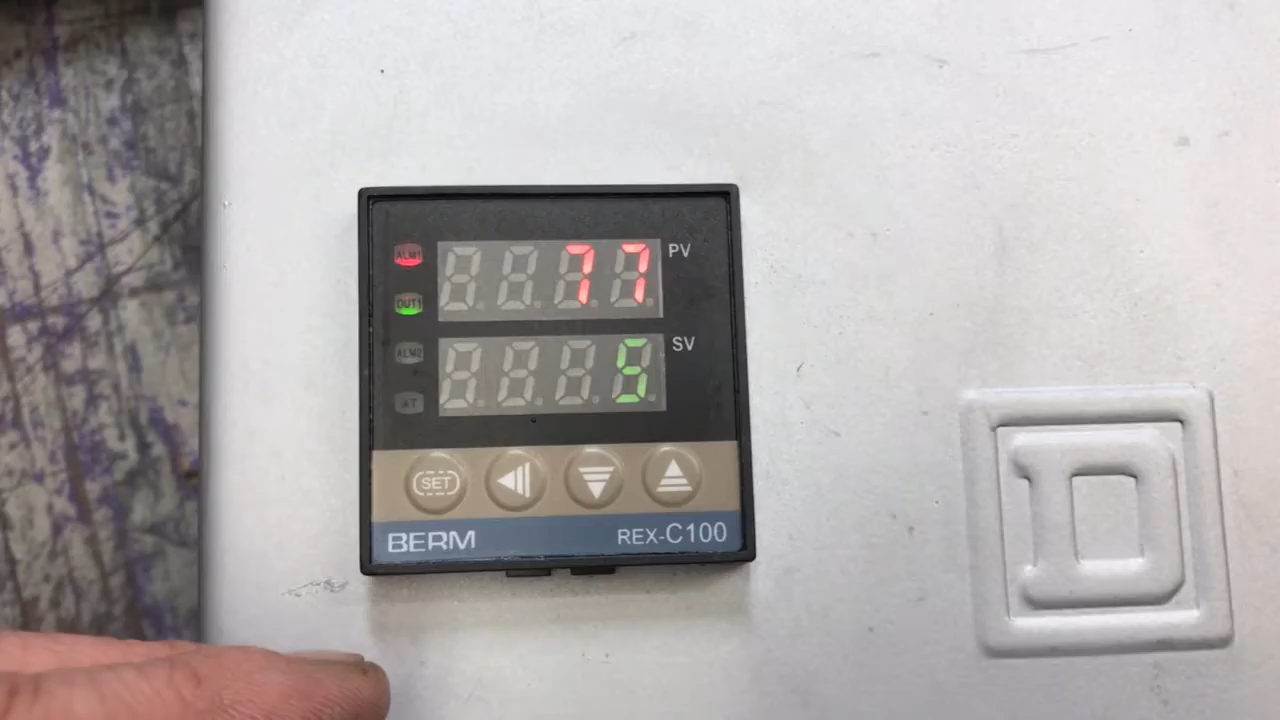 ALM1
77 PV
OUT1
ALM2
5 SV
AT
SET
BERM
REX-C100
D